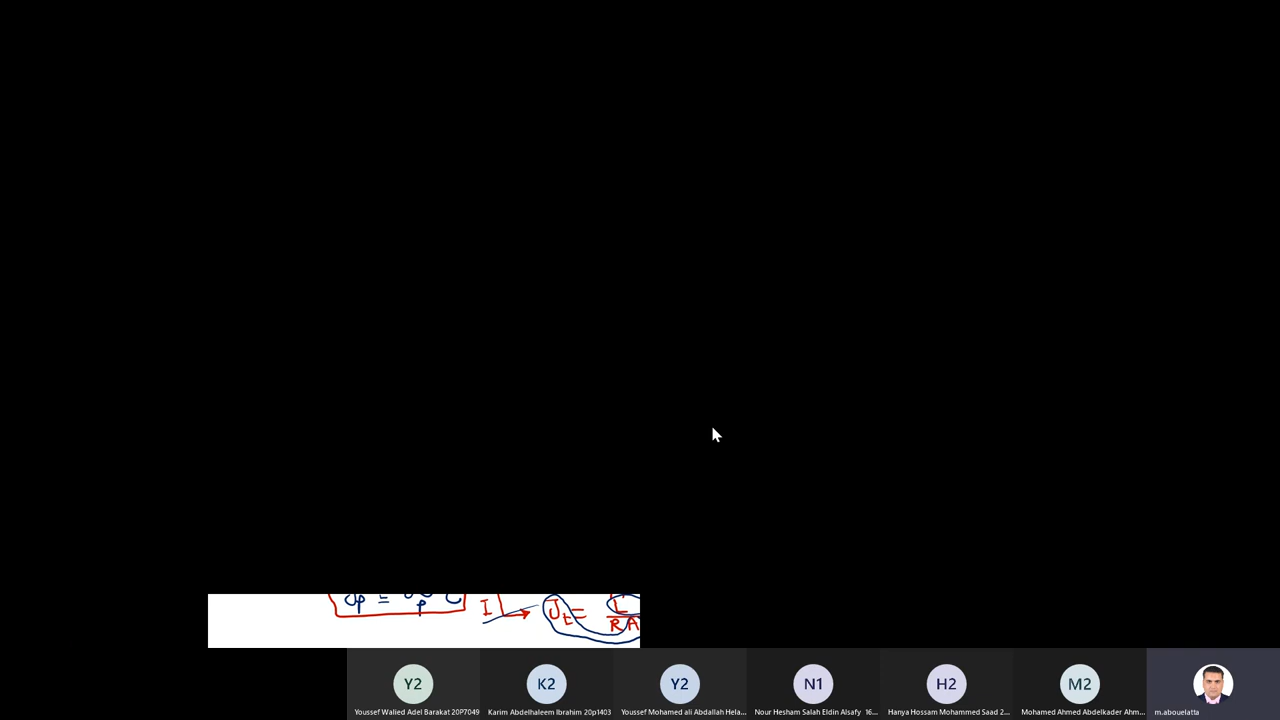 I
= L
R A
Y2
K2
Y2
N1
H2
M2
Youssef Walied Adel Barakat 20P7049
Karim Abdelhaleem Ibrahim 20p1403
Youssef Mohamed ali Abdallah Hela...
Nour Hesham Salah Eldin Alsafy 16...
Hanya Hossam Mohammed Saad 2...
Mohamed Ahmed Abdelkader Ahm...
m.abouelatta